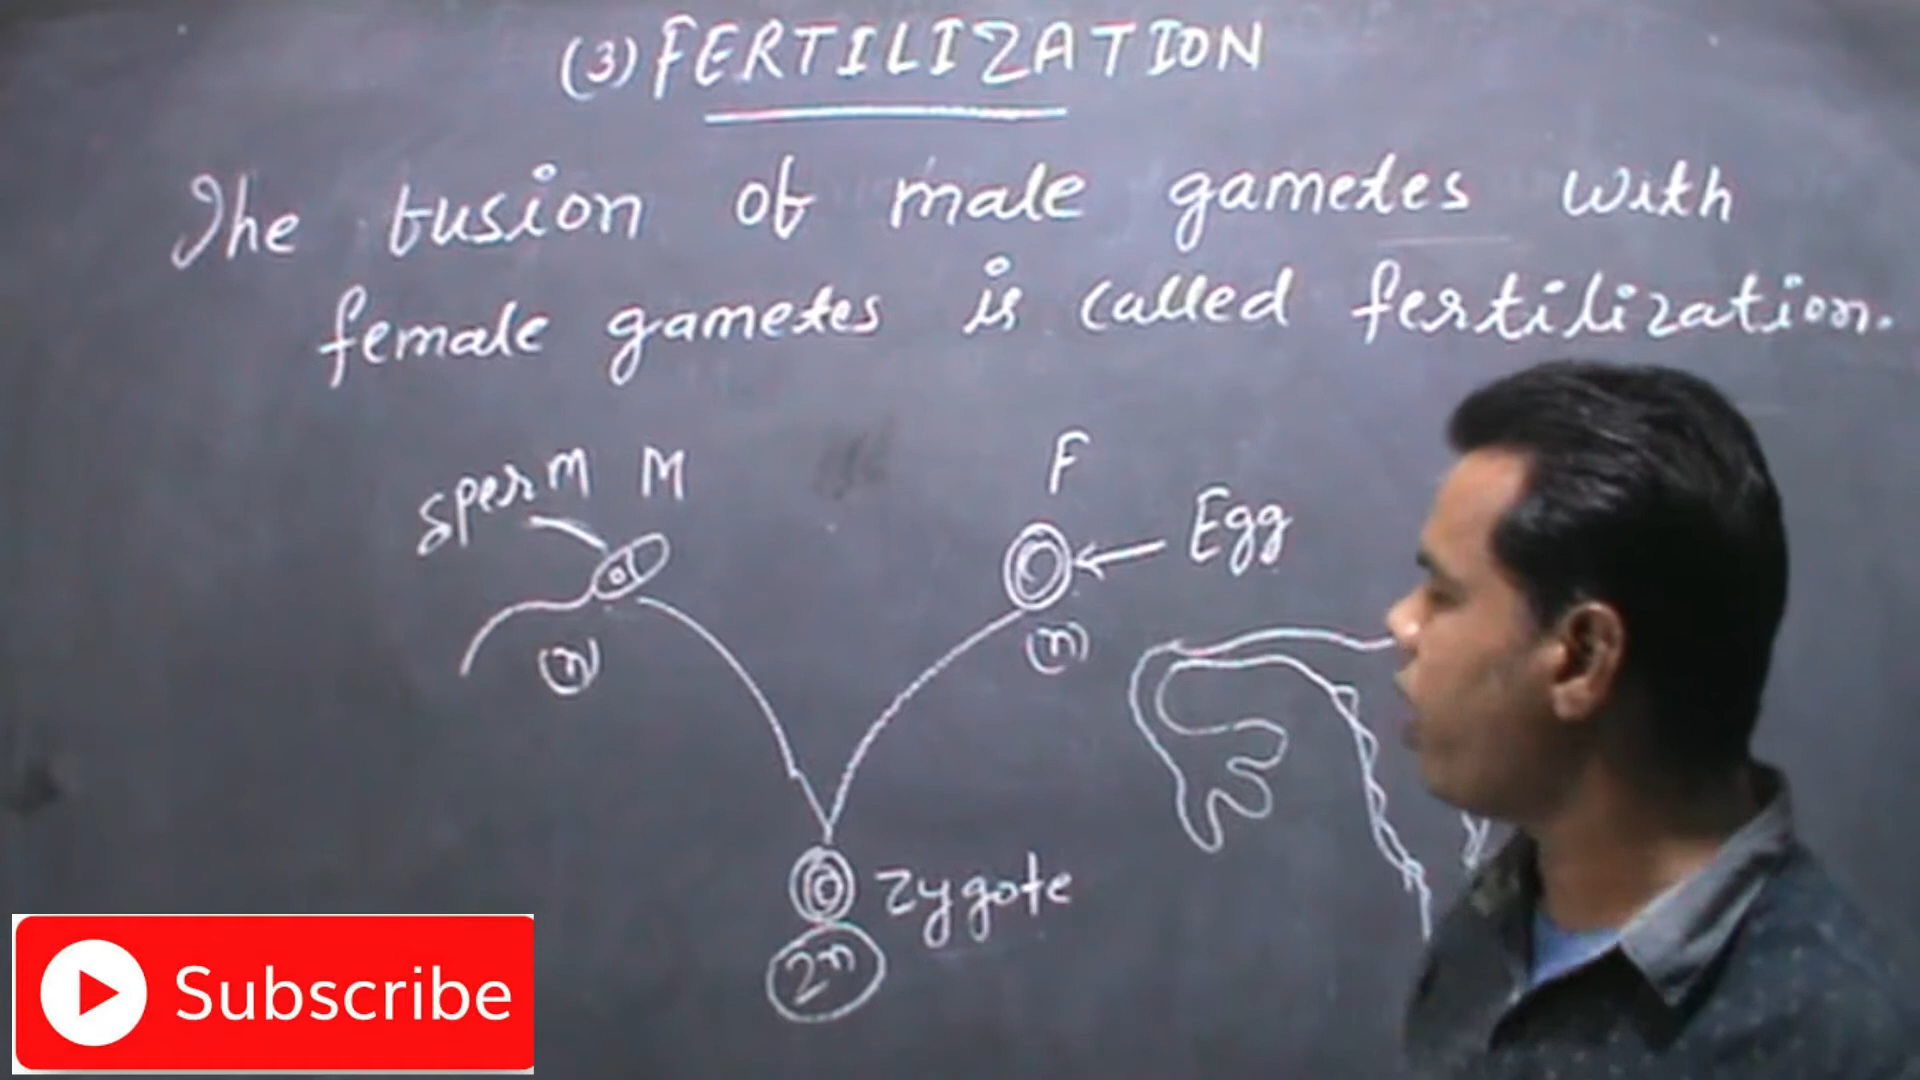 (3) FERTILIZATION
The fusion of male gametes with
female gametes is called fertilization.
Sperm M
F
Egg
(n)
(n)
Zygote
2n
Subscribe